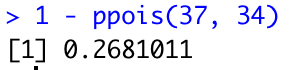 > 1 - ppois(37, 34)
[1] 0.2681011